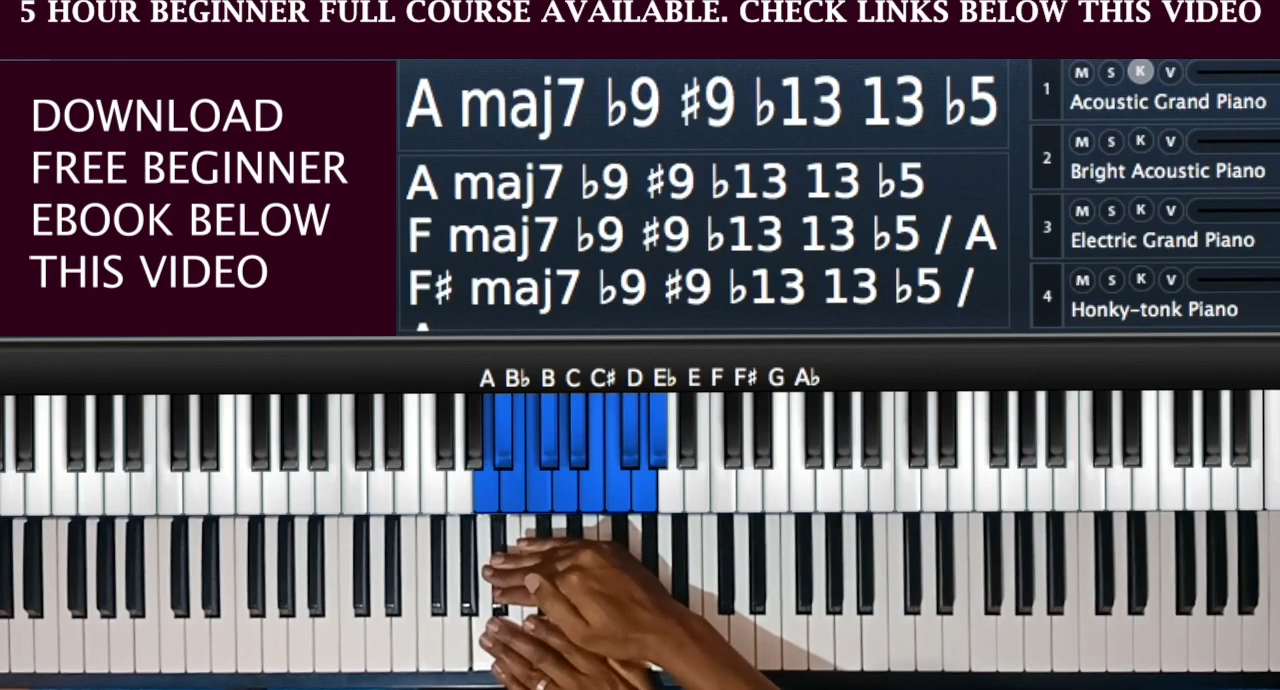 5 HOUR BEGINNER FULL COURSE AVAILABLE. CHECK LINKS BELOW THIS VIDEO
DOWNLOAD
FREE BEGINNER
EBOOK BELOW
THIS VIDEO
A maj7 ♭9 ♯9 ♭13 13 ♭5
A maj7 ♭9 ♯9 ♭13 13 ♭5
F maj7 ♭9 ♯9 ♭13 13 ♭5 / A
F♯ maj7 ♭9 ♯9 ♭13 13 ♭5 /
1
M S K V
Acoustic Grand Piano
2
M S K V
Bright Acoustic Piano
3
M S K V
Electric Grand Piano
4
M S K V
Honky-tonk Piano
A B♭ B C C♯ D E♭ E F F♯ G A♭